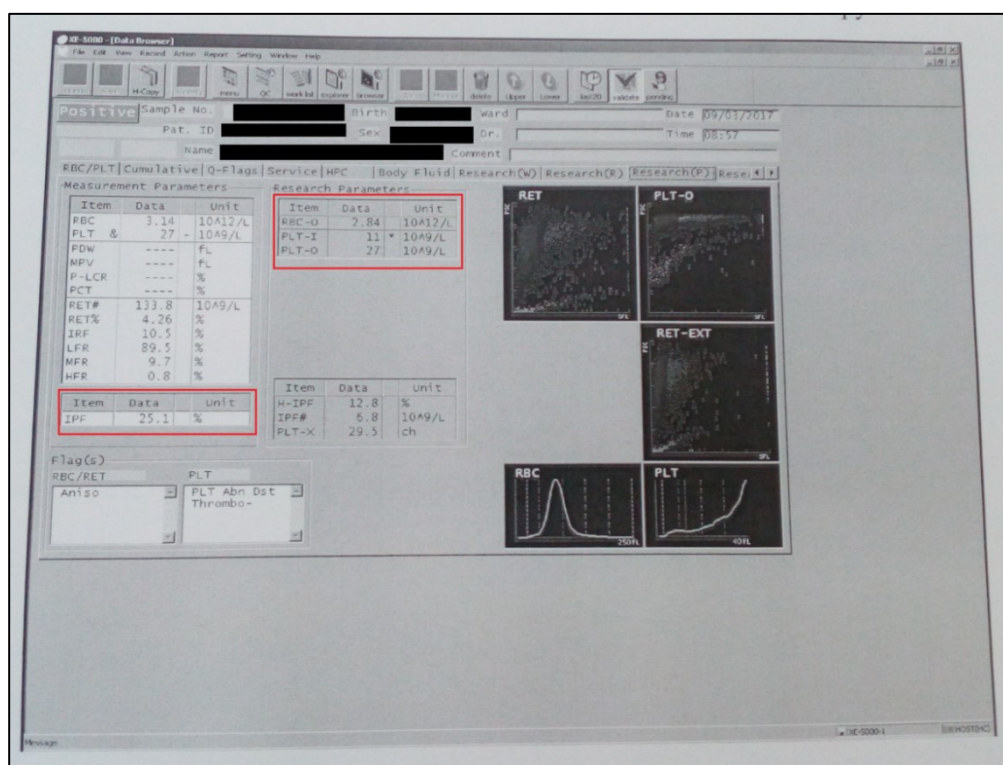 py
XE-5000 - [Data Browser]
File Edit View Record Action Report Setting Window Help
H-Copy menu QC work list explorer browser delete Upper Lower last20 validate pending
Positive Sample No. Birth Ward Date 09/03/2017
Pat. ID Sex Dr. Time 08:57
Name Comment
RBC/PLT Cumulative Q-Flags Service HPC Body Fluid Research(W) Research(R) Research(P) Rese
Measurement Parameters
Item Data Unit
RBC 3.14 10^12/L
PLT & 27 - 10^9/L
PDW ---- fL
MPV ---- fL
P-LCR ---- %
PCT ---- %
RET# 133.8 10^9/L
RET% 4.26 %
IRF 10.5 %
LFR 89.5 %
MFR 9.7 %
HFR 0.8 %
Item Data Unit
IPF 25.1 %
Research Parameters
Item Data Unit
RBC-O 2.84 10^12/L
PLT-I 11 * 10^9/L
PLT-O 27 10^9/L
Item Data Unit
H-IPF 12.8 %
IPF# 6.8 10^9/L
PLT-X 29.5 ch
RET
FSC
SFL
PLT-O
FSC
SFL
RET-EXT
SFL
RBC
250fL
PLT
40fL
Flag(s)
RBC/RET
Aniso
PLT
PLT Abn Dst
Thrombo-
Message
XE-5000-1